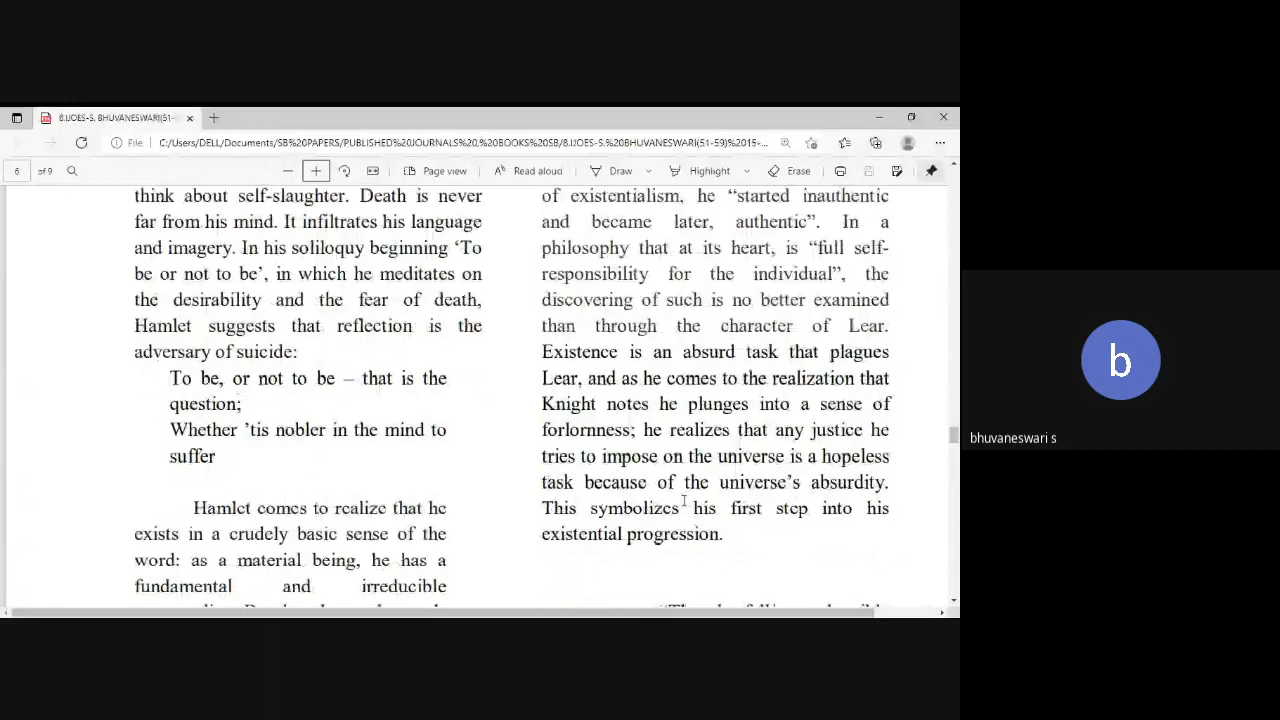 8.IJOES-S. BHUVANESWARI(51-
File
C:/Users/DELL/Documents/SB%20PAPERS/PUBLISHED%20JOURNALS%20,%20BOOKS%20SB/8.IJOES-S.%20BHUVANESWARI(51-59)%2015-...
6 of 9
Page view
Read aloud
Draw
Highlight
Erase
think about self-slaughter. Death is never
far from his mind. It infiltrates his language
and imagery. In his soliloquy beginning ‘To
be or not to be’, in which he meditates on
the desirability and the fear of death,
Hamlet suggests that reflection is the
adversary of suicide:
To be, or not to be – that is the
question;
Whether ’tis nobler in the mind to
suffer
Hamlet comes to realize that he
exists in a crudely basic sense of the
word: as a material being, he has a
fundamental and irreducible
of existentialism, he “started inauthentic
and became later, authentic”. In a
philosophy that at its heart, is “full self-
responsibility for the individual”, the
discovering of such is no better examined
than through the character of Lear.
Existence is an absurd task that plagues
Lear, and as he comes to the realization that
Knight notes he plunges into a sense of
forlornness; he realizes that any justice he
tries to impose on the universe is a hopeless
task because of the universe’s absurdity.
This symbolizes his first step into his
existential progression.
b
bhuvaneswari s